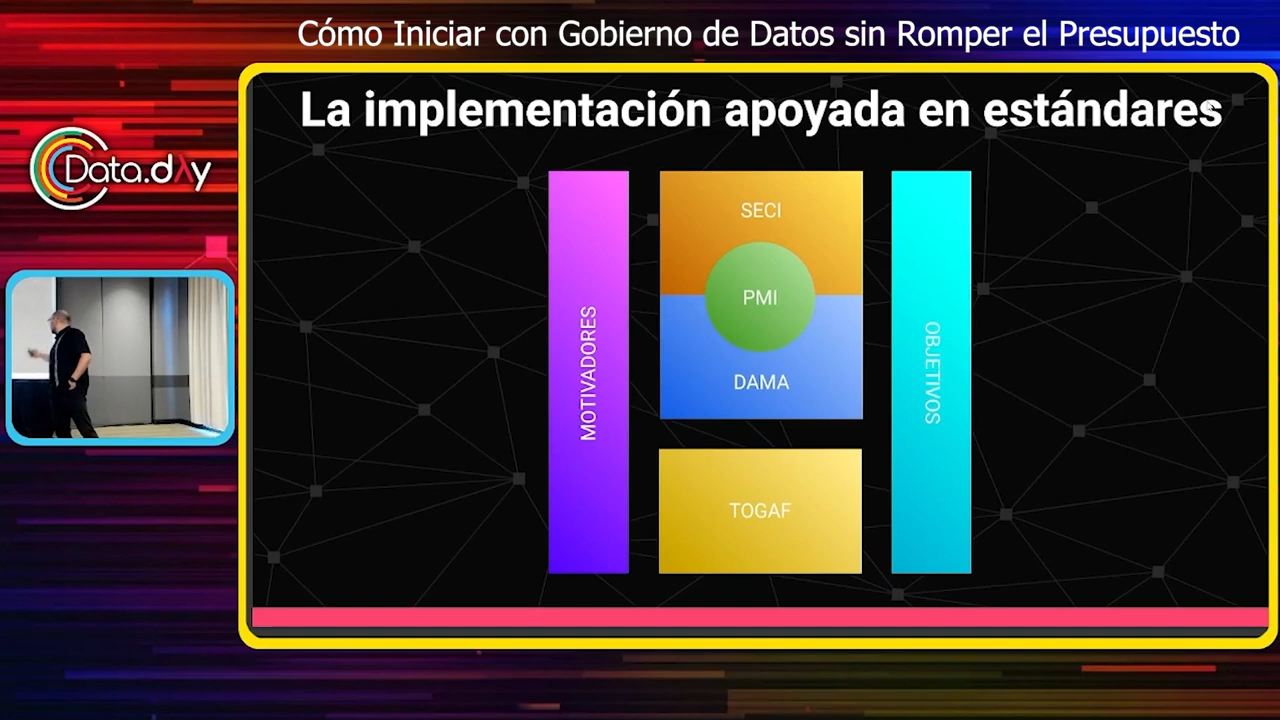 Cómo Iniciar con Gobierno de Datos sin Romper el Presupuesto
La implementación apoyada en estándares
Data.dAy
MOTIVADORES
SECI
PMI
DAMA
TOGAF
OBJETIVOS